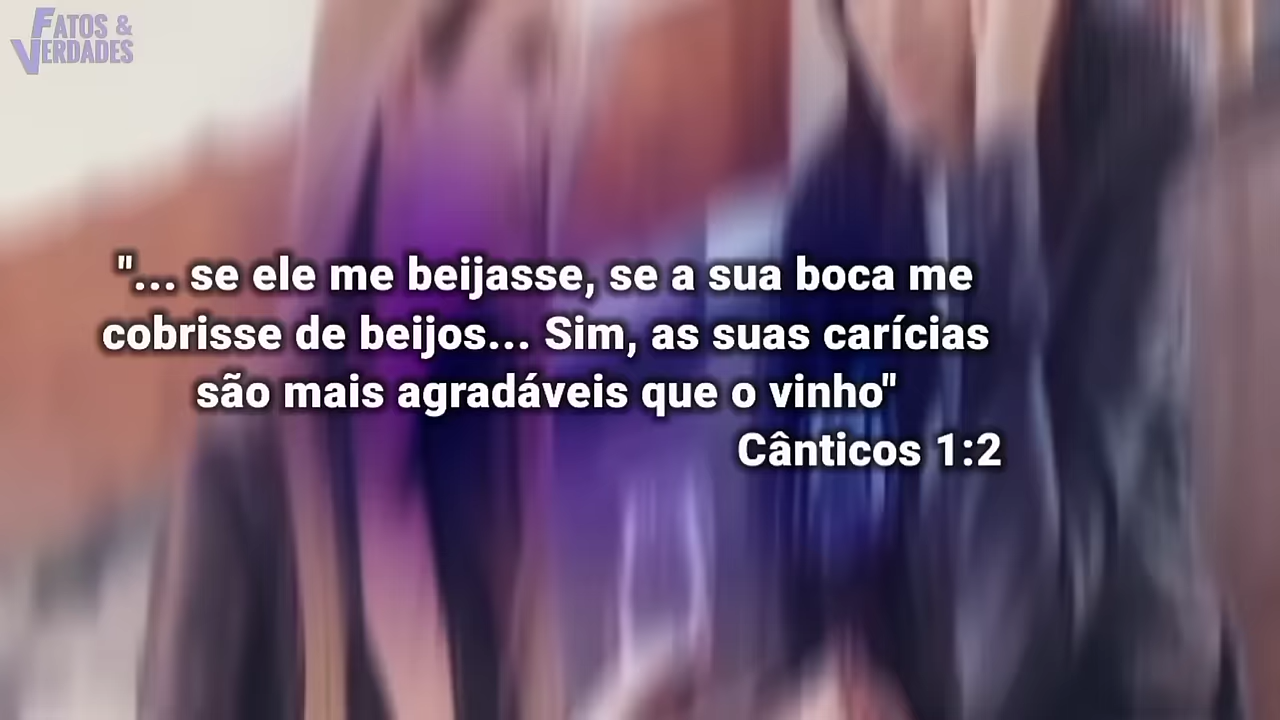 FATOS &
VERDADES
"... se ele me beijasse, se a sua boca me
cobrisse de beijos... Sim, as suas carícias
são mais agradáveis que o vinho"
Cânticos 1:2